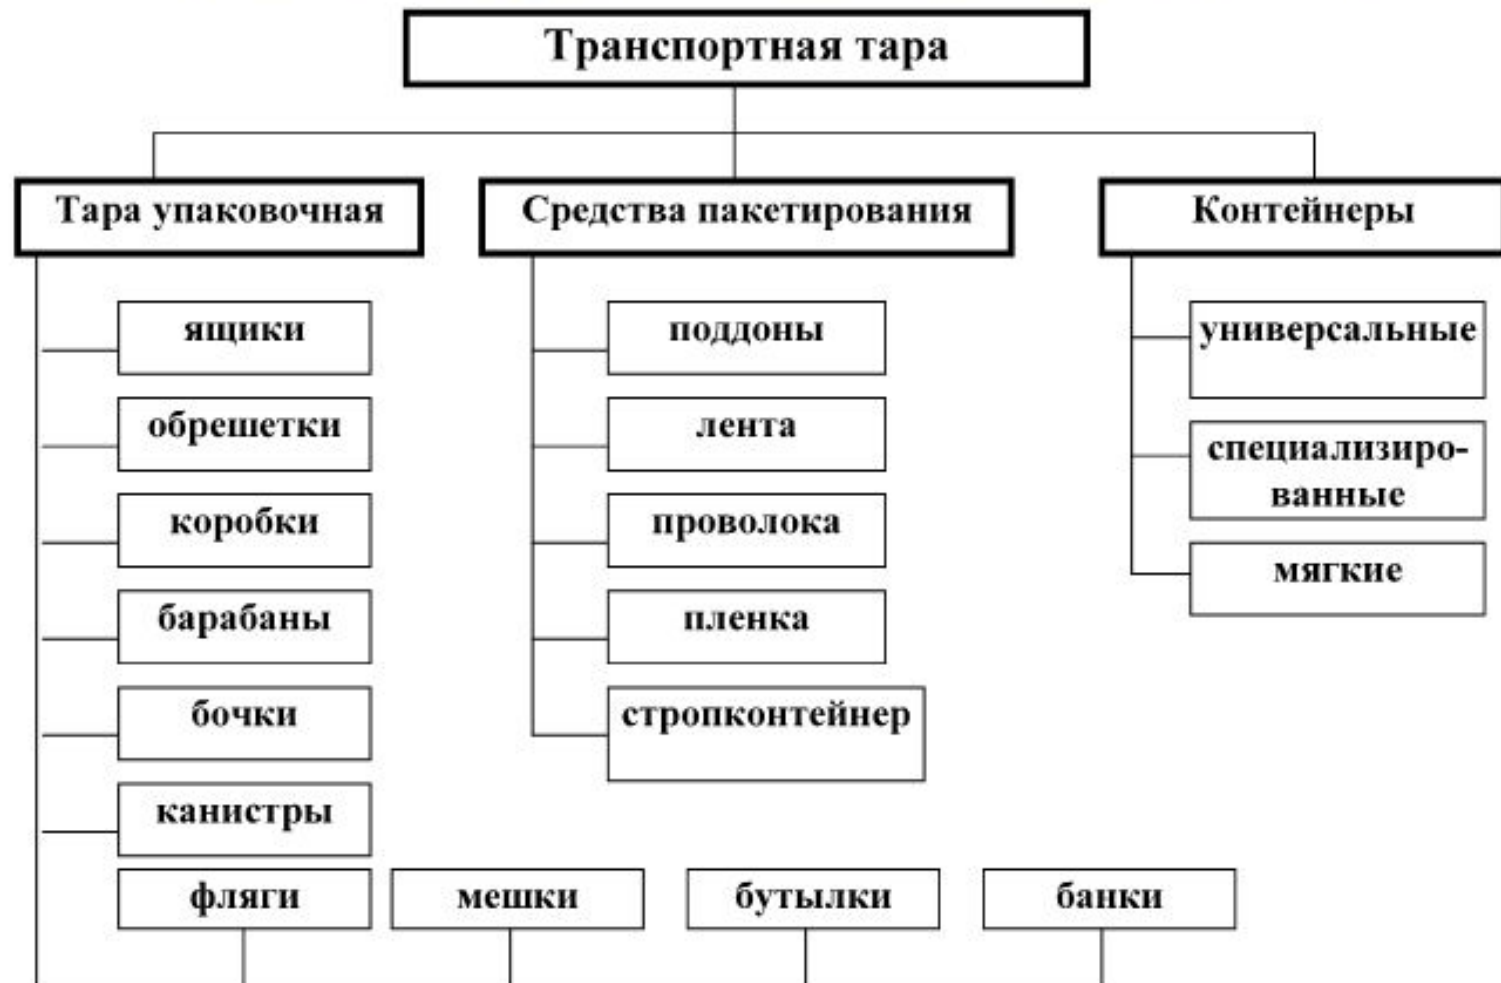 Транспортная тара
Тара упаковочная
Средства пакетирования
Контейнеры
ящики
обрешетки
коробки
барабаны
бочки
канистры
фляги
мешки
бутылки
банки
поддоны
лента
проволока
пленка
стропконтейнер
универсальные
специализиро-
ванные
мягкие